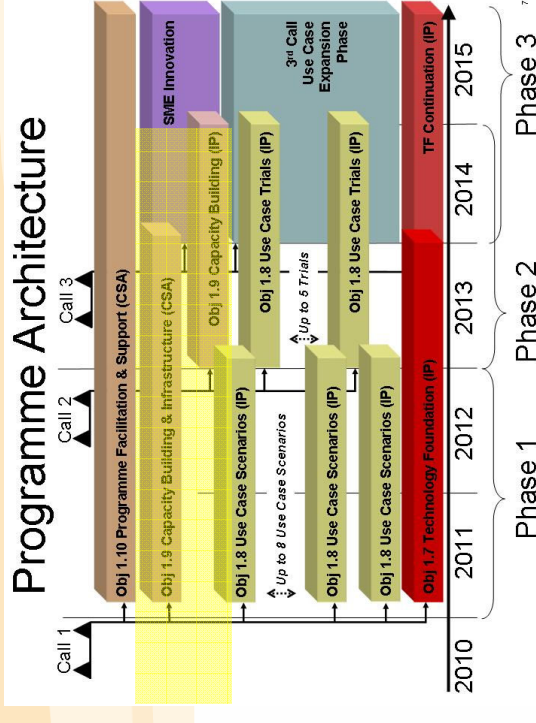 Programme Architecture
Call 1
Call 2
Call 3
Obj 1.10 Programme Facilitation & Support (CSA)
Obj 1.9 Capacity Building & Infrastructure (CSA)
SME Innovation
Obj 1.9 Capacity Building (IP)
3rd Call
Use Case
Expansion
Phase
Obj 1.8 Use Case Scenarios (IP)
Obj 1.8 Use Case Trials (IP)
Up to 8 Use Case Scenarios
Up to 5 Trials
Obj 1.8 Use Case Scenarios (IP)
Obj 1.8 Use Case Trials (IP)
Obj 1.8 Use Case Scenarios (IP)
Obj 1.7 Technology Foundation (IP)
TF Continuation (IP)
2010
2011
2012
2013
2014
2015
Phase 1
Phase 2
Phase 3
7